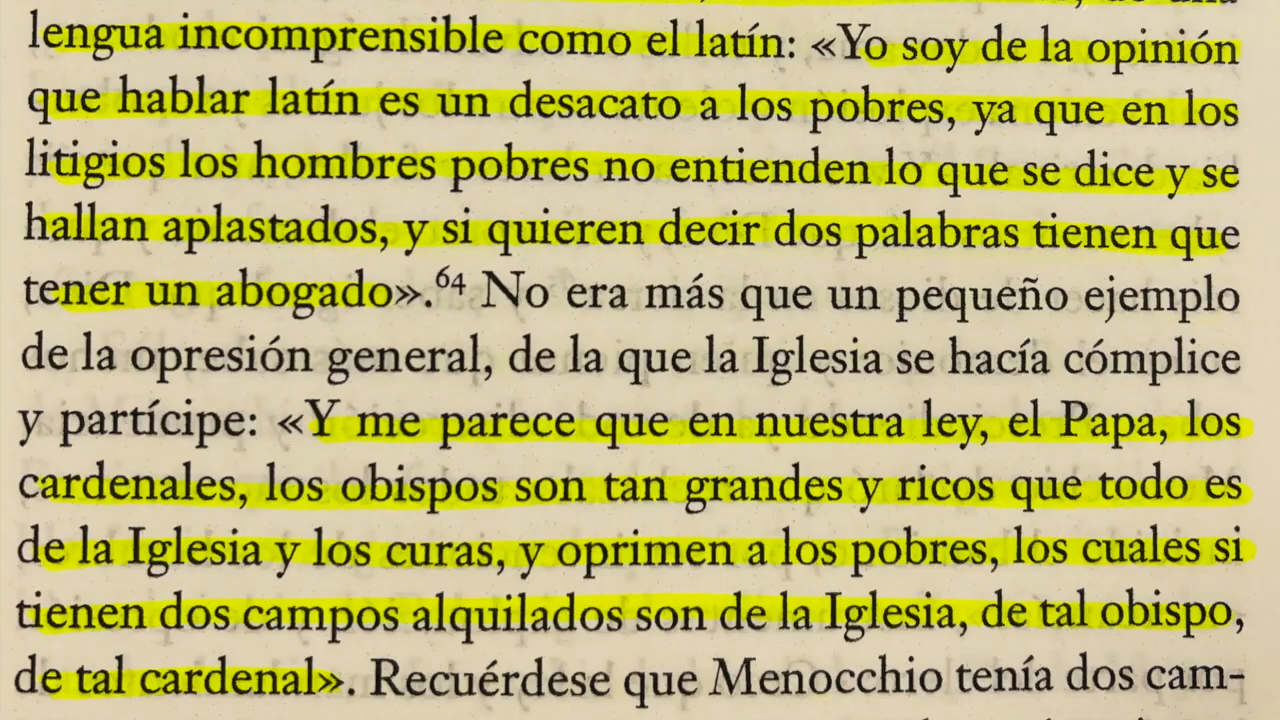 lengua incomprensible como el latín: «Yo soy de la opinión
que hablar latín es un desacato a los pobres, ya que en los
litigios los hombres pobres no entienden lo que se dice y se
hallan aplastados, y si quieren decir dos palabras tienen que
tener un abogado».⁶⁴ No era más que un pequeño ejemplo
de la opresión general, de la que la Iglesia se hacía cómplice
y partícipe: «Y me parece que en nuestra ley, el Papa, los
cardenales, los obispos son tan grandes y ricos que todo es
de la Iglesia y los curas, y oprimen a los pobres, los cuales si
tienen dos campos alquilados son de la Iglesia, de tal obispo,
de tal cardenal». Recuérdese que Menocchio tenía dos cam-